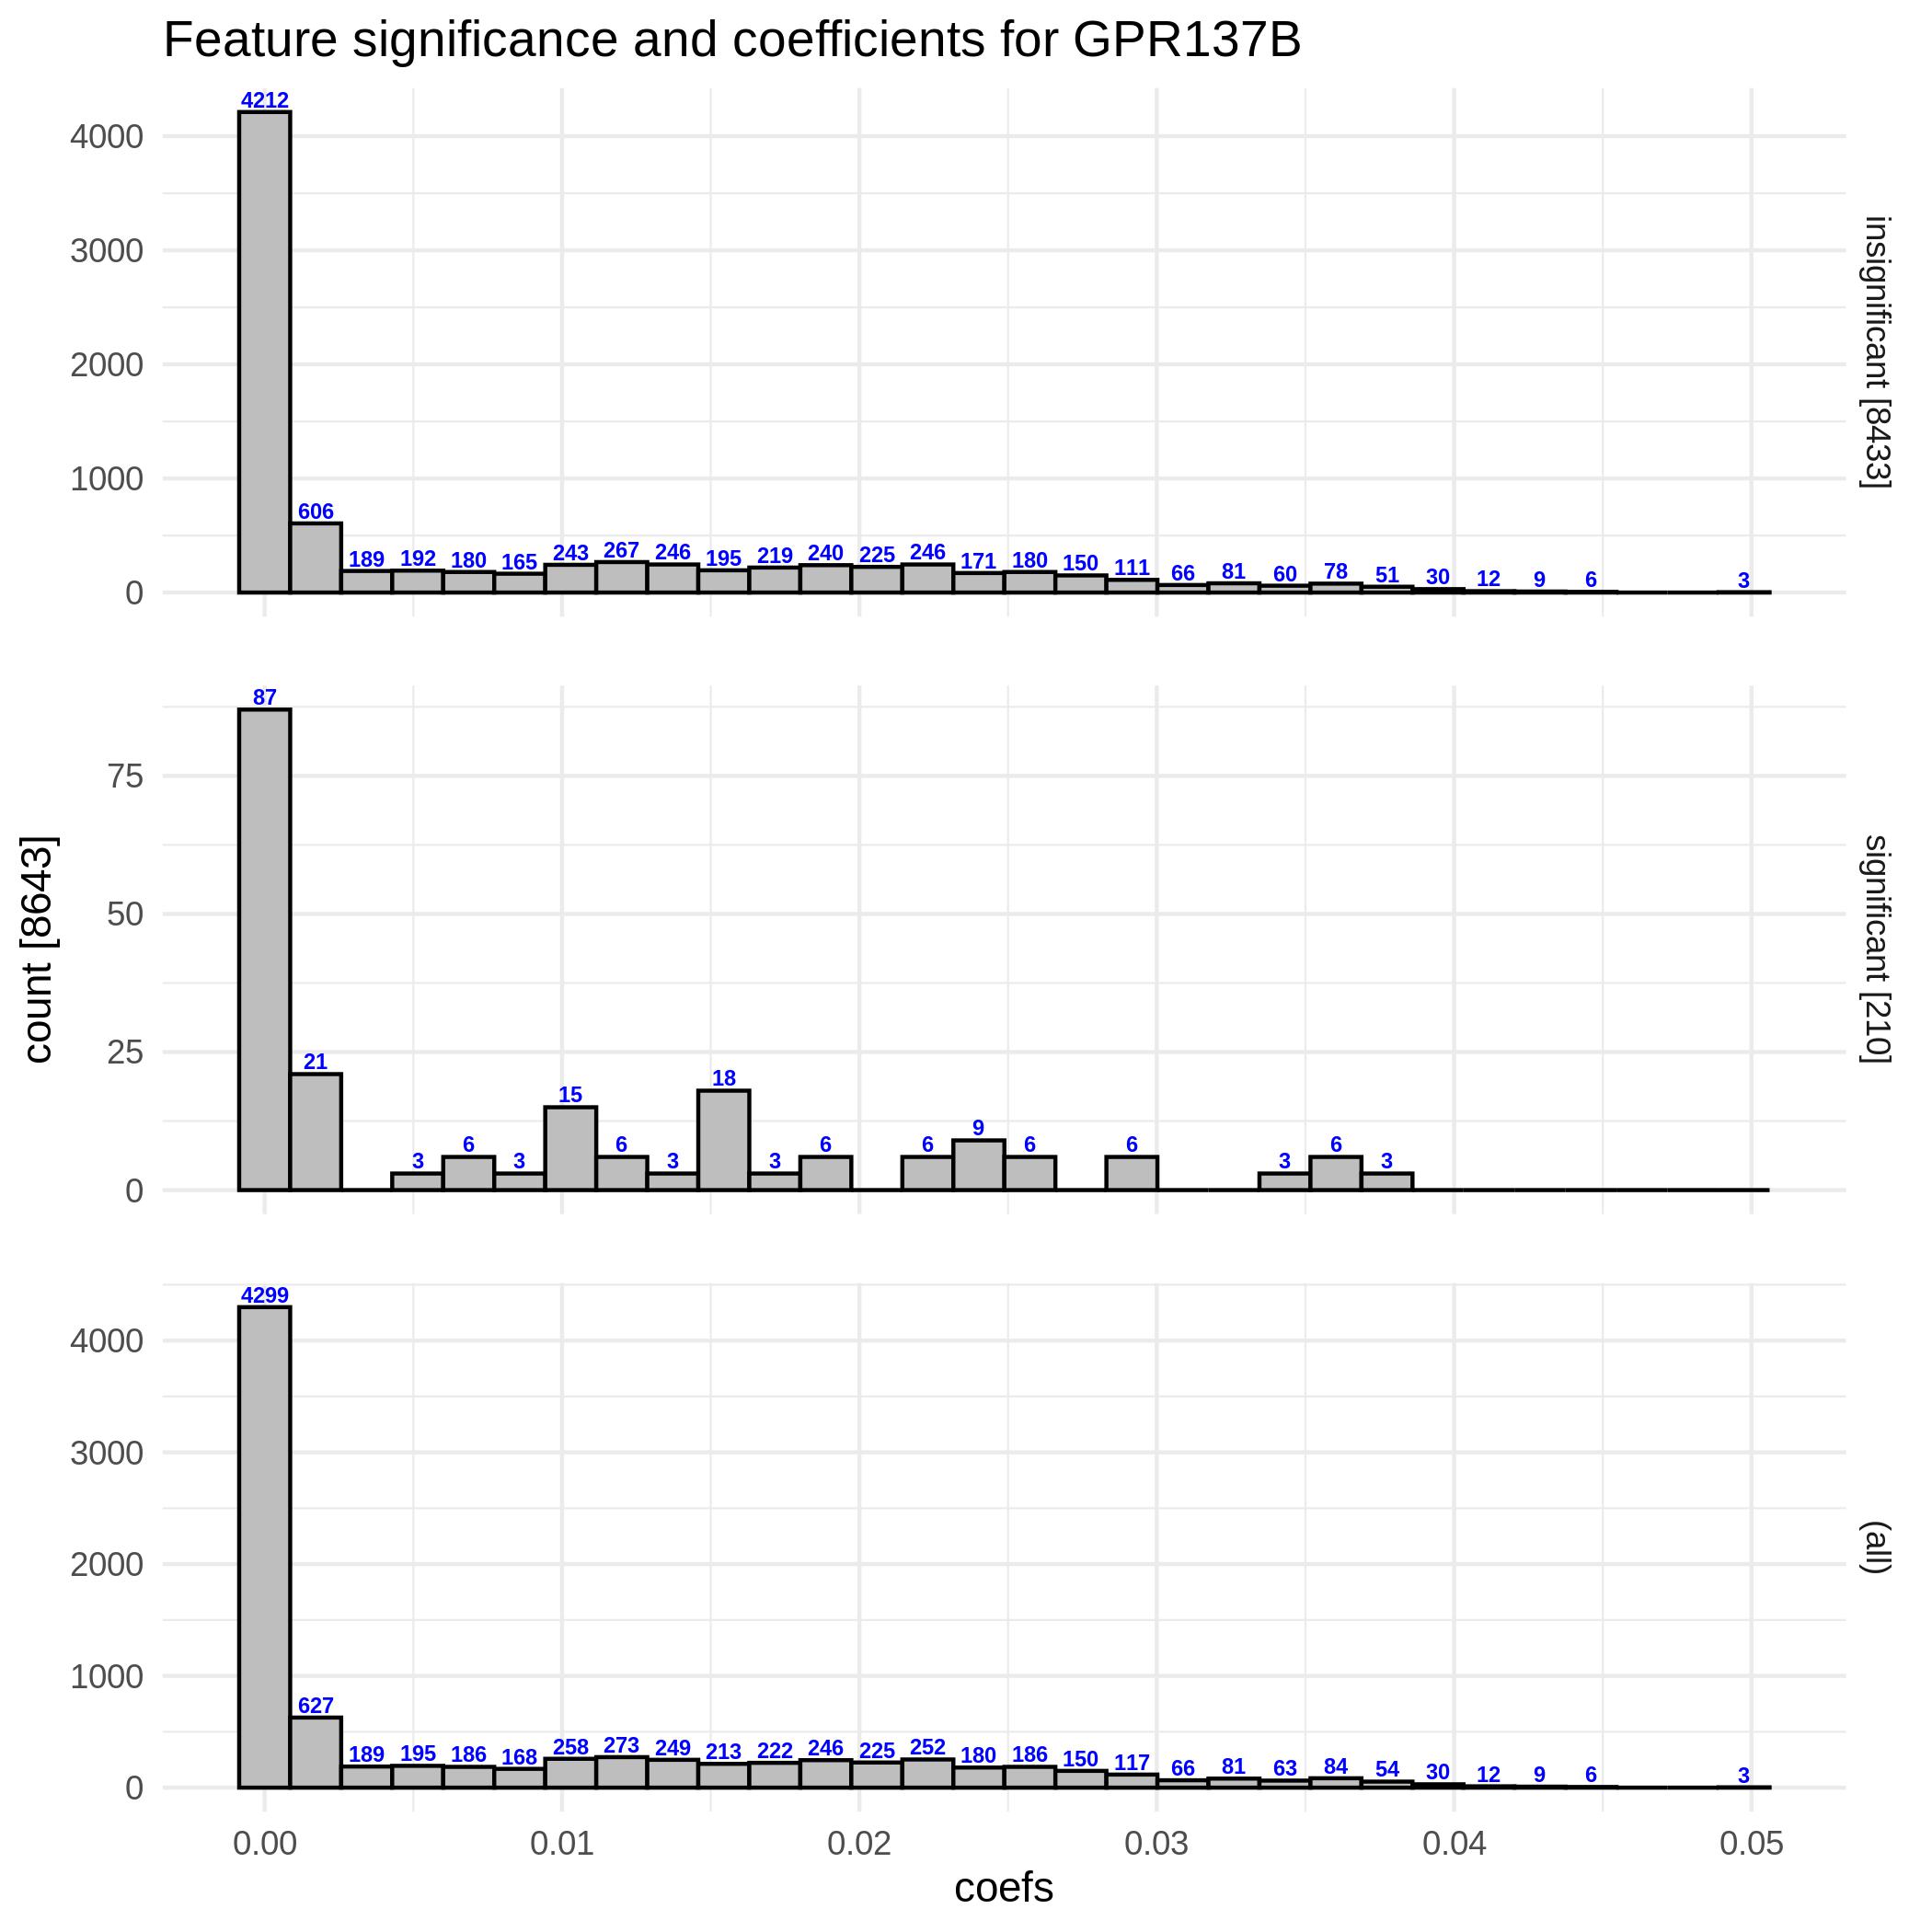 Feature significance and coefficients for GPR137B
4212
4000
3000
2000
1000
0
606
189 192 180 165 243 267 246 195 219 240 225 246 171 180 150 111 66 81 60 78 51 30 12 9 6 3
insignificant [8433]
87
75
50
25
0
21
3 6 3 15 6 3 18 3 6 6 9 6 6 3 6 3
significant [210]
count [8643]
4299
4000
3000
2000
1000
0
627
189 195 186 168 258 273 249 213 222 246 225 252 180 186 150 117 66 81 63 84 54 30 12 9 6 3
(all)
0.00 0.01 0.02 0.03 0.04 0.05
coefs